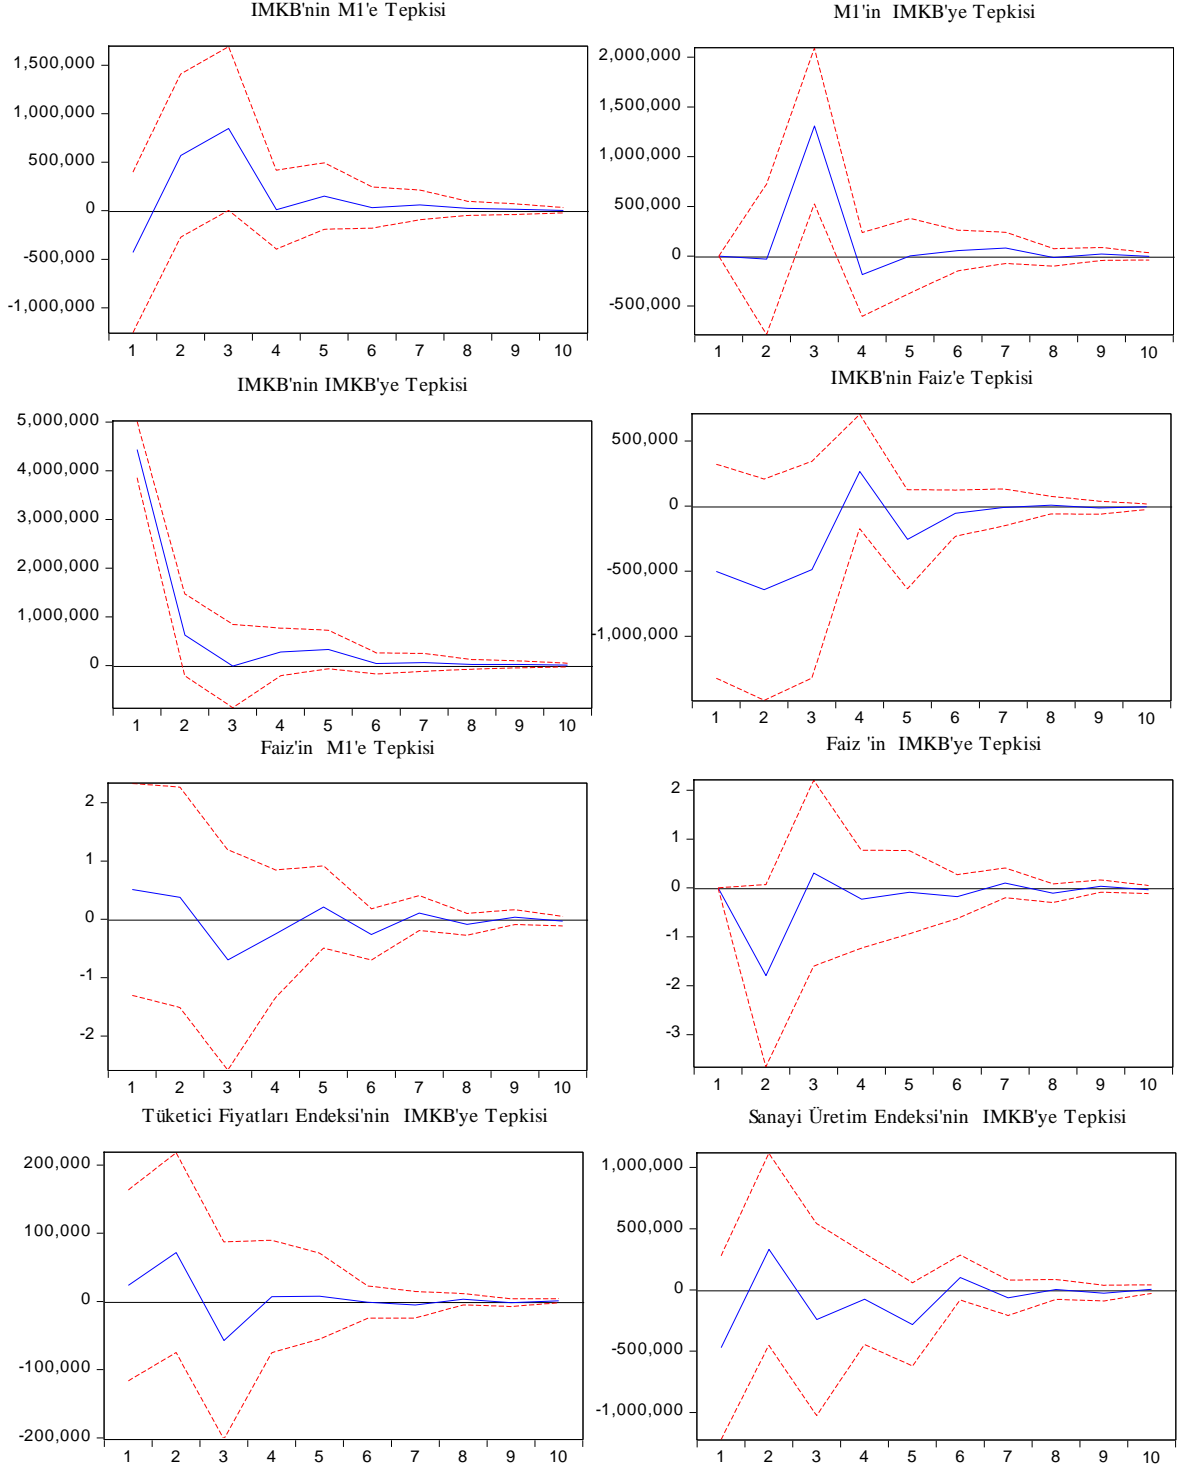 IMKB'nin M1'e Tepkisi
1,500,000
1,000,000
500,000
0
-500,000
-1,000,000
1 2 3 4 5 6 7 8 9 10
M1'in IMKB'ye Tepkisi
2,000,000
1,500,000
1,000,000
500,000
0
-500,000
1 2 3 4 5 6 7 8 9 10
IMKB'nin IMKB'ye Tepkisi
5,000,000
4,000,000
3,000,000
2,000,000
1,000,000
0
1 2 3 4 5 6 7 8 9 10
IMKB'nin Faiz'e Tepkisi
500,000
0
-500,000
-1,000,000
1 2 3 4 5 6 7 8 9 10
Faiz'in M1'e Tepkisi
2
1
0
-1
-2
1 2 3 4 5 6 7 8 9 10
Faiz 'in IMKB'ye Tepkisi
2
1
0
-1
-2
-3
1 2 3 4 5 6 7 8 9 10
Tüketici Fiyatları Endeksi'nin IMKB'ye Tepkisi
200,000
100,000
0
-100,000
-200,000
1 2 3 4 5 6 7 8 9 10
Sanayi Üretim Endeksi'nin IMKB'ye Tepkisi
1,000,000
500,000
0
-500,000
-1,000,000
1 2 3 4 5 6 7 8 9 10